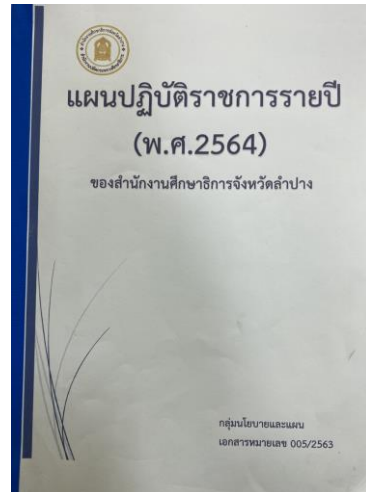 แผนปฏิบัติราชการรายปี
(พ.ศ.2564)
ของสำนักงานศึกษาธิการจังหวัดลำปาง
กลุ่มนโยบายและแผน
เอกสารหมายเลข 005/2563